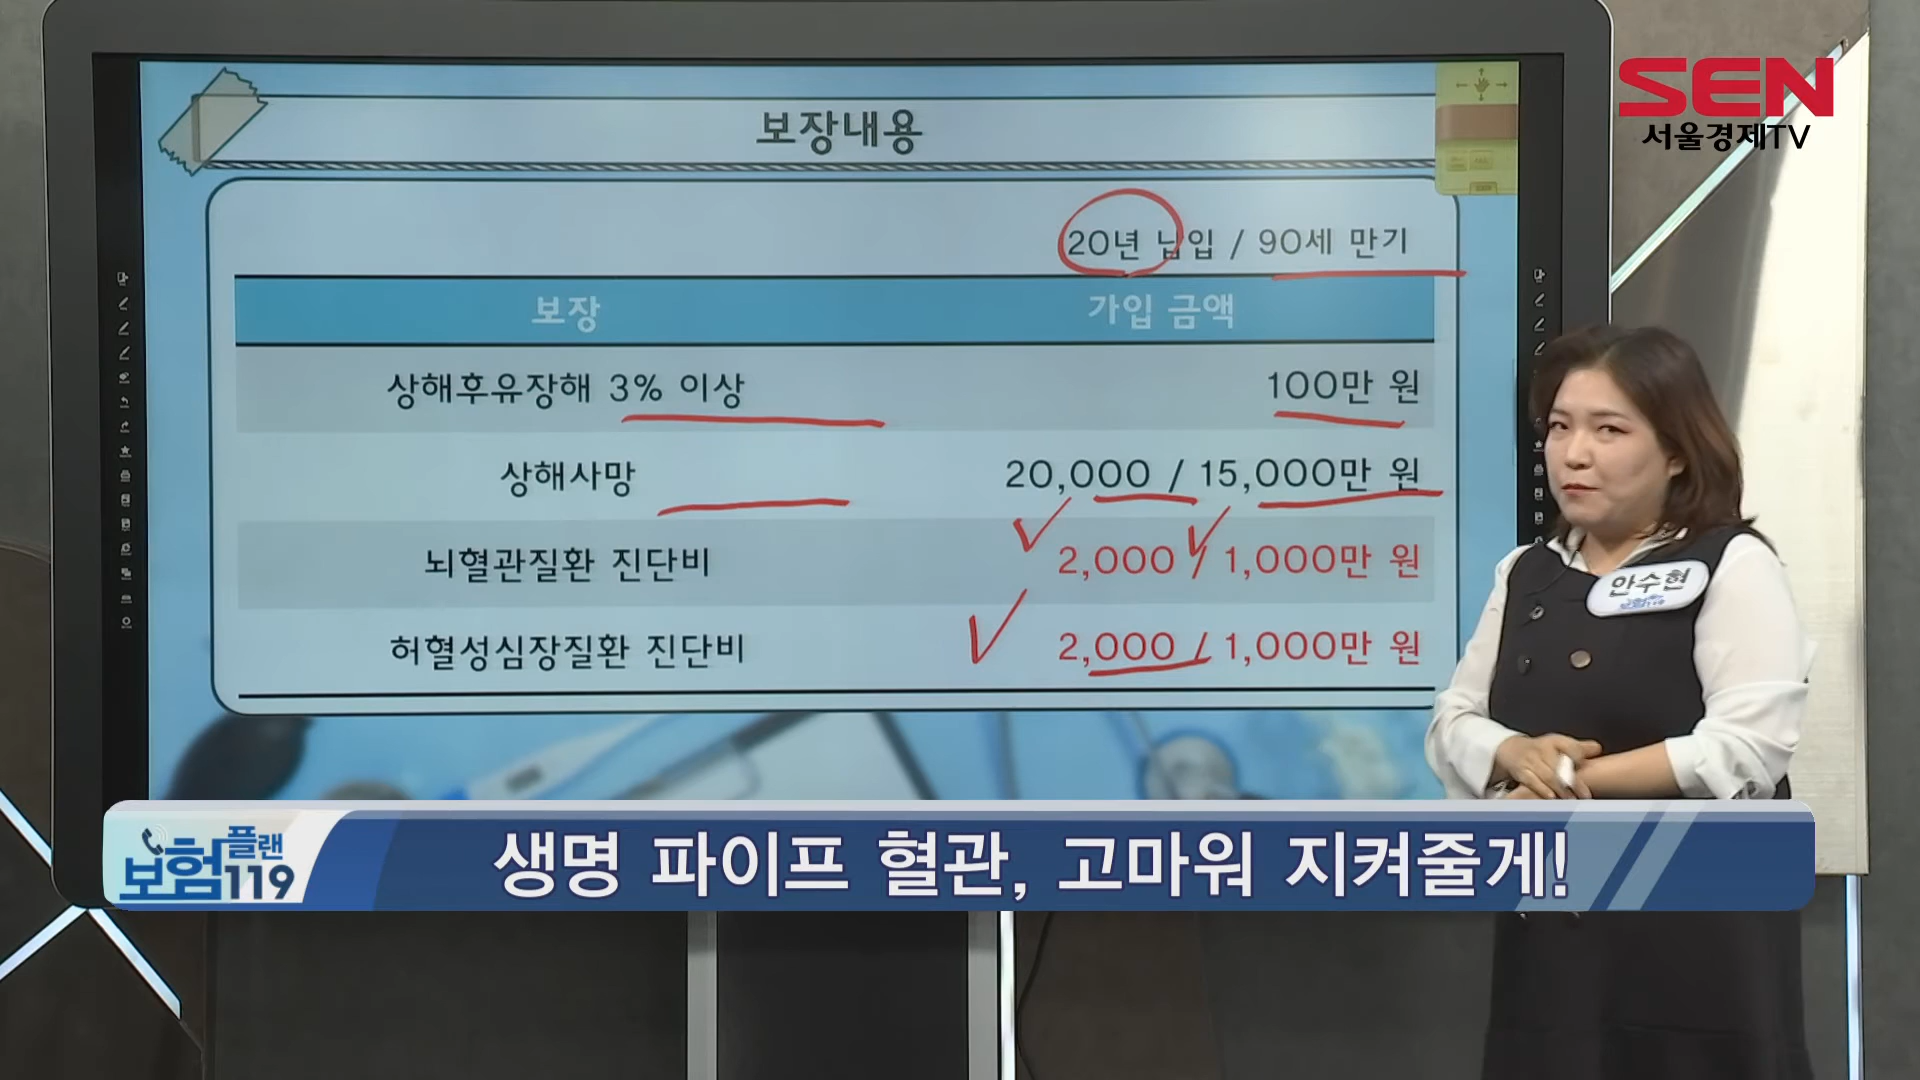 SEN
서울경제TV
보장내용
20년 납입 / 90세 만기
보장 가입 금액
상해후유장해 3% 이상 100만 원
상해사망 20,000 / 15,000만 원
뇌혈관질환 진단비 2,000 / 1,000만 원
허혈성심장질환 진단비 2,000 / 1,000만 원
안수현
보험플랜119
생명 파이프 혈관, 고마워 지켜줄게!